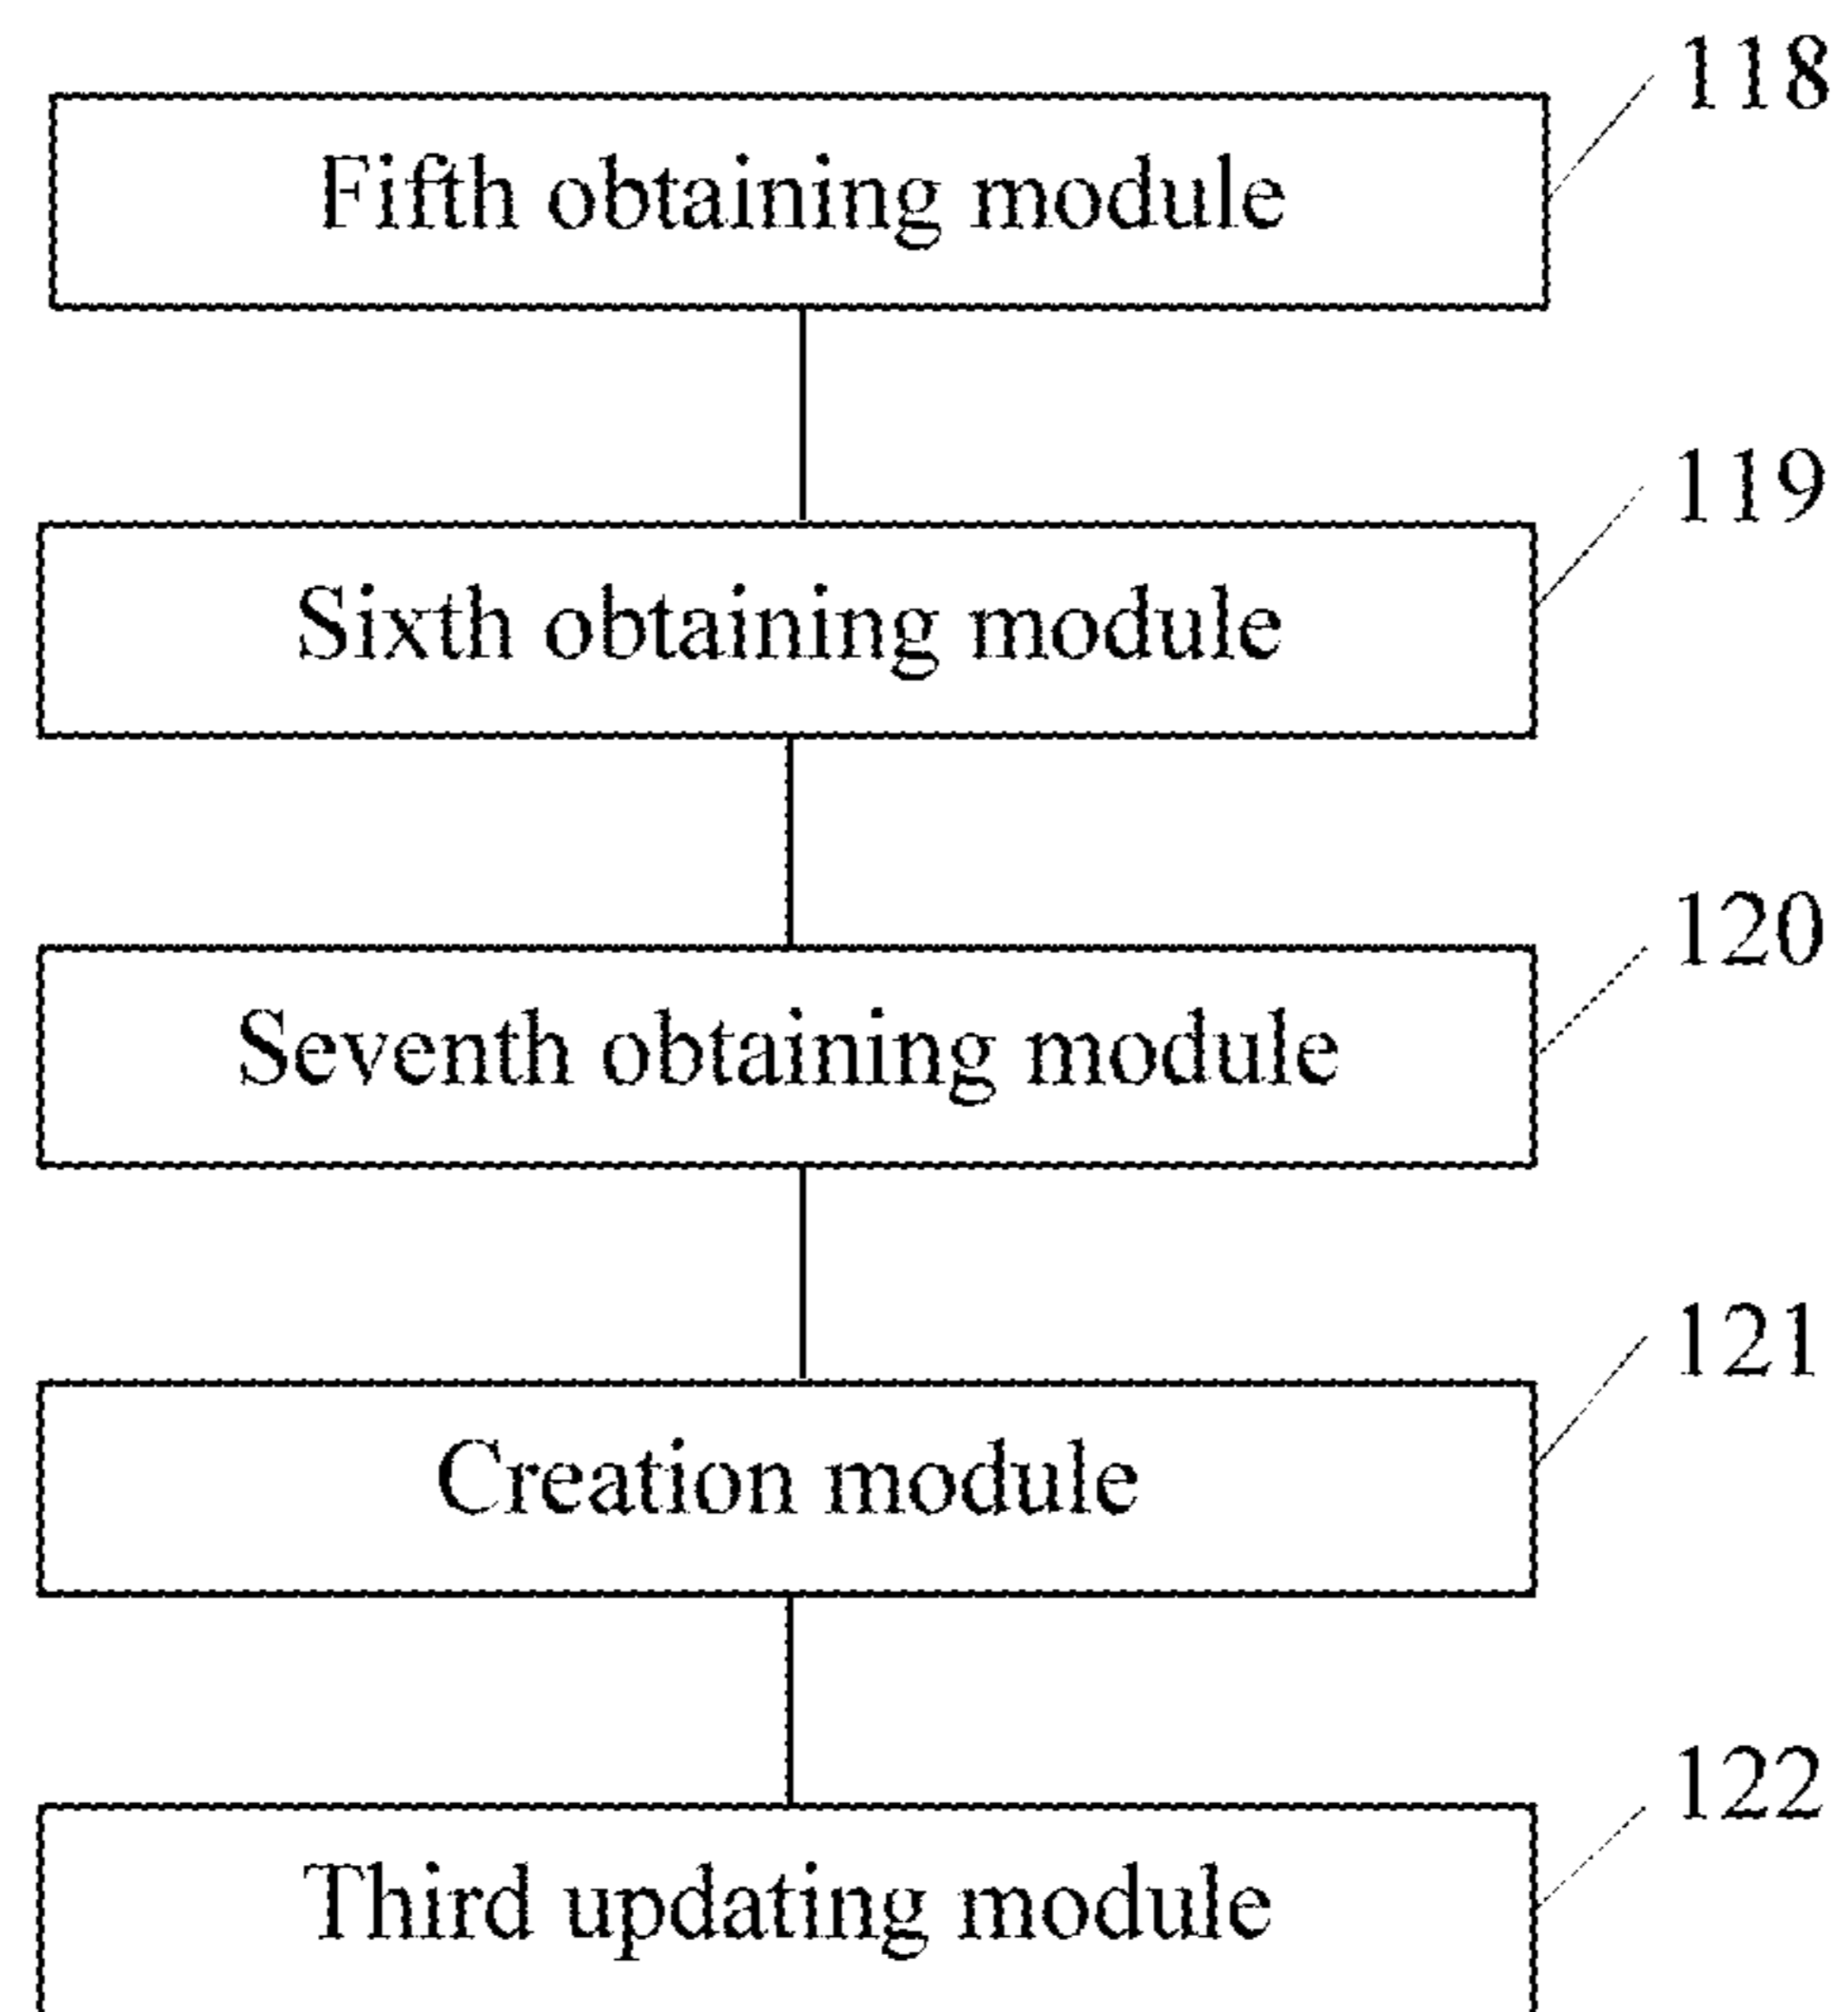 118
Fifth obtaining module
119
Sixth obtaining module
120
Seventh obtaining module
121
Creation module
122
Third updating module